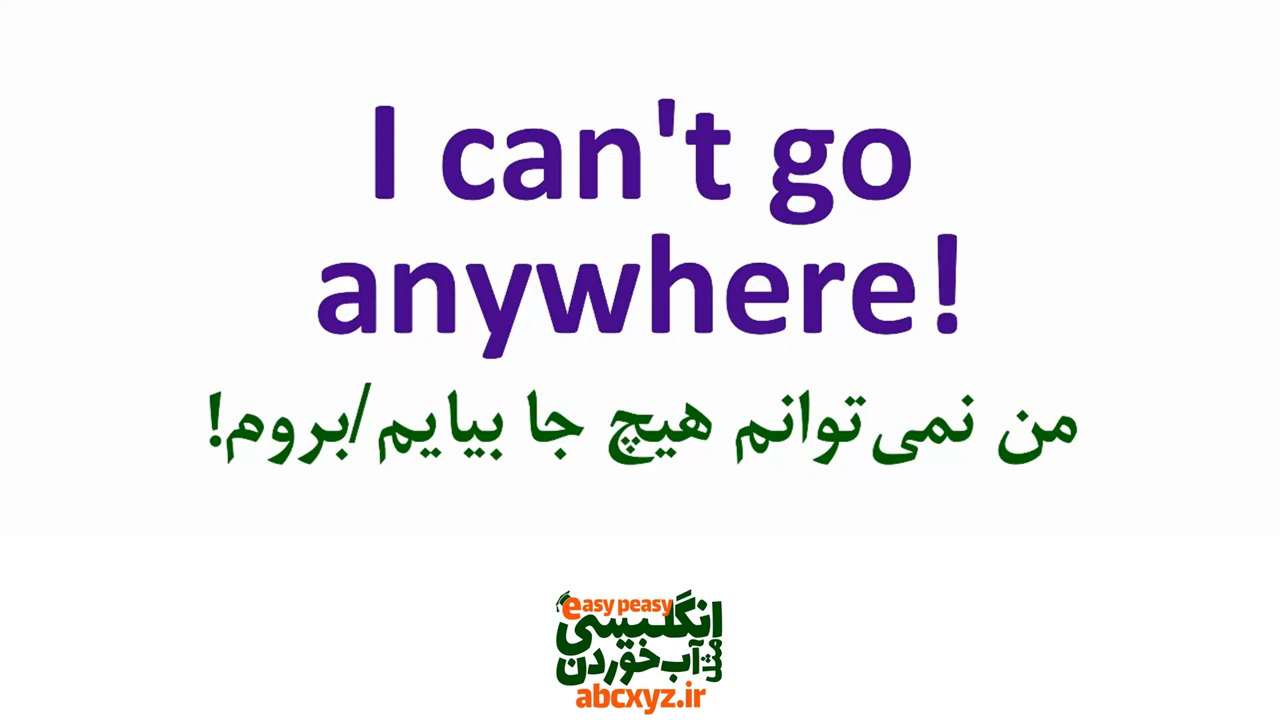 I can't go
anywhere!
من نمی‌توانم هیچ جا بیایم/بروم!
easy peasy
انگلیسی
مثل آب خوردن
abcxyz.ir